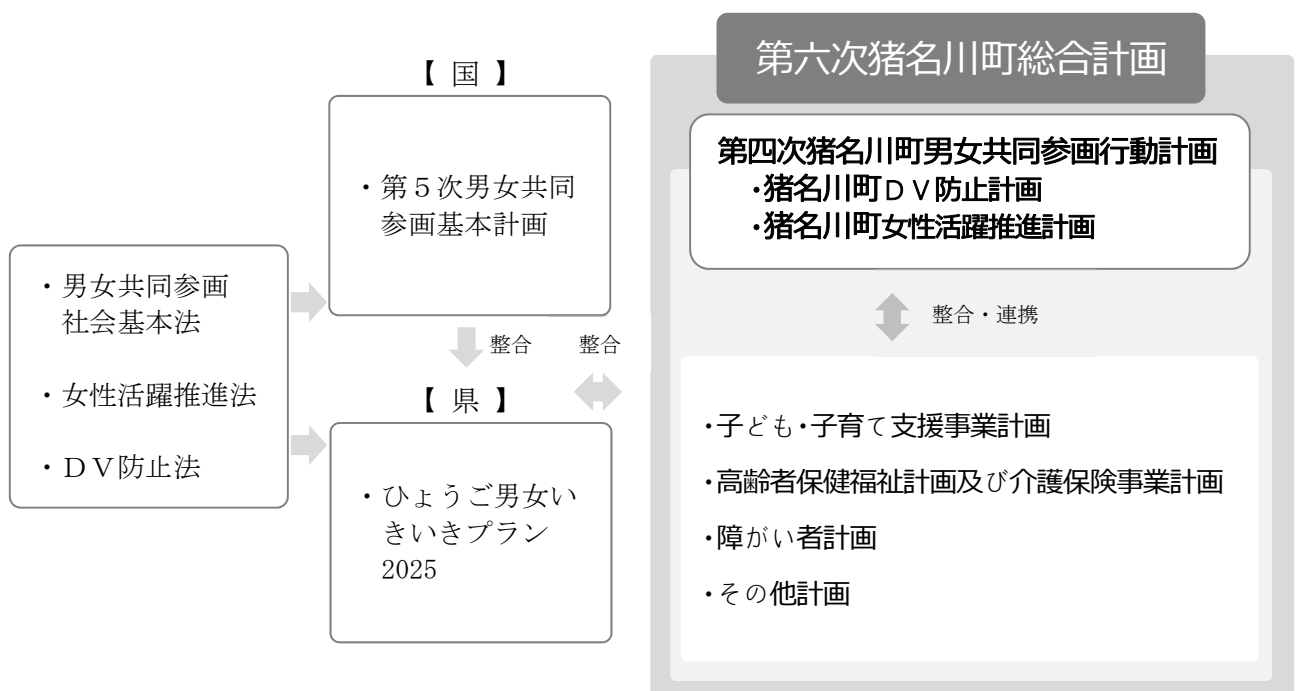 ・男女共同参画
社会基本法
・女性活躍推進法
・ＤＶ防止法
【 国 】
・第５次男女共同
参画基本計画
整合
整合
【 県 】
・ひょうご男女い
きいきプラン
2025
第六次猪名川町総合計画
第四次猪名川町男女共同参画行動計画
・猪名川町ＤＶ防止計画
・猪名川町女性活躍推進計画
整合・連携
・子ども・子育て支援事業計画
・高齢者保健福祉計画及び介護保険事業計画
・障がい者計画
・その他計画